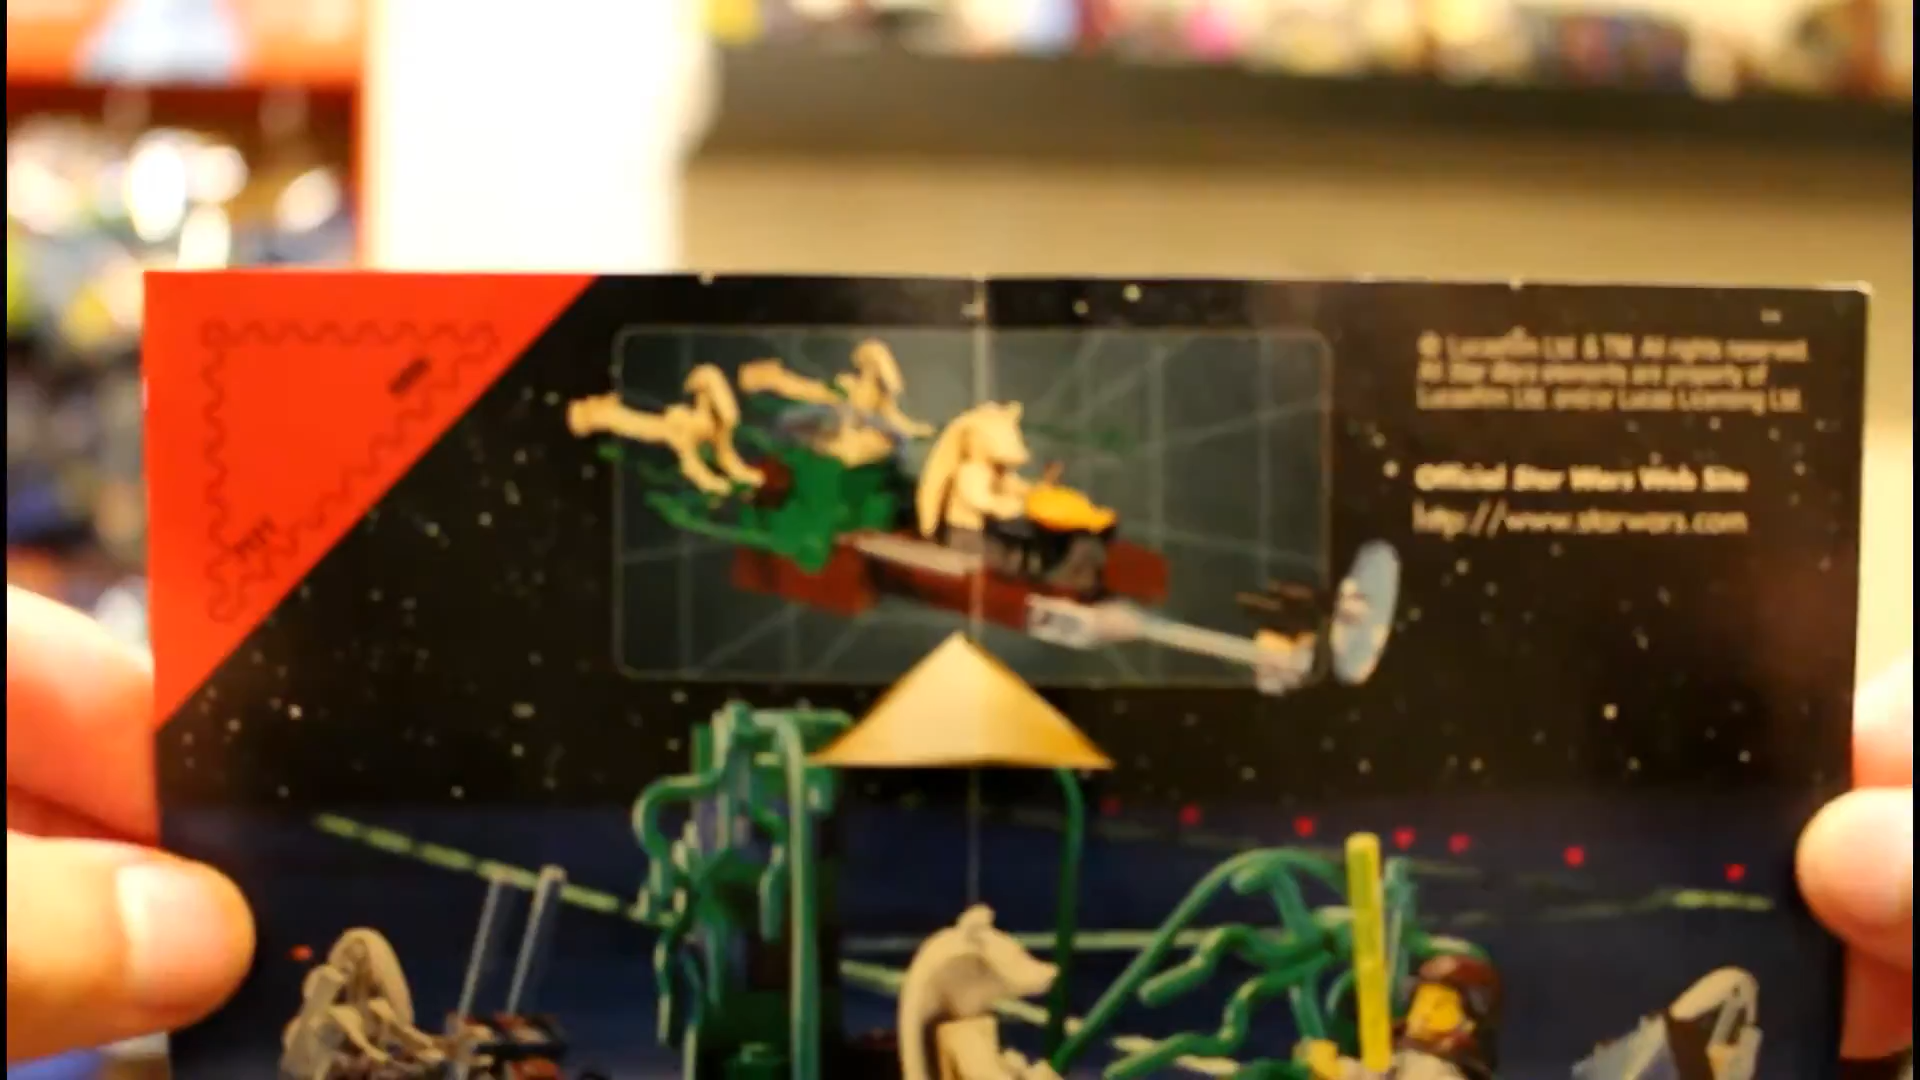 © Lucasfilm Ltd. & TM. All rights reserved.
All Star Wars elements are property of
Lucasfilm Ltd. and/or Lucas Licensing Ltd.
Official Star Wars Web Site
http://www.starwars.com